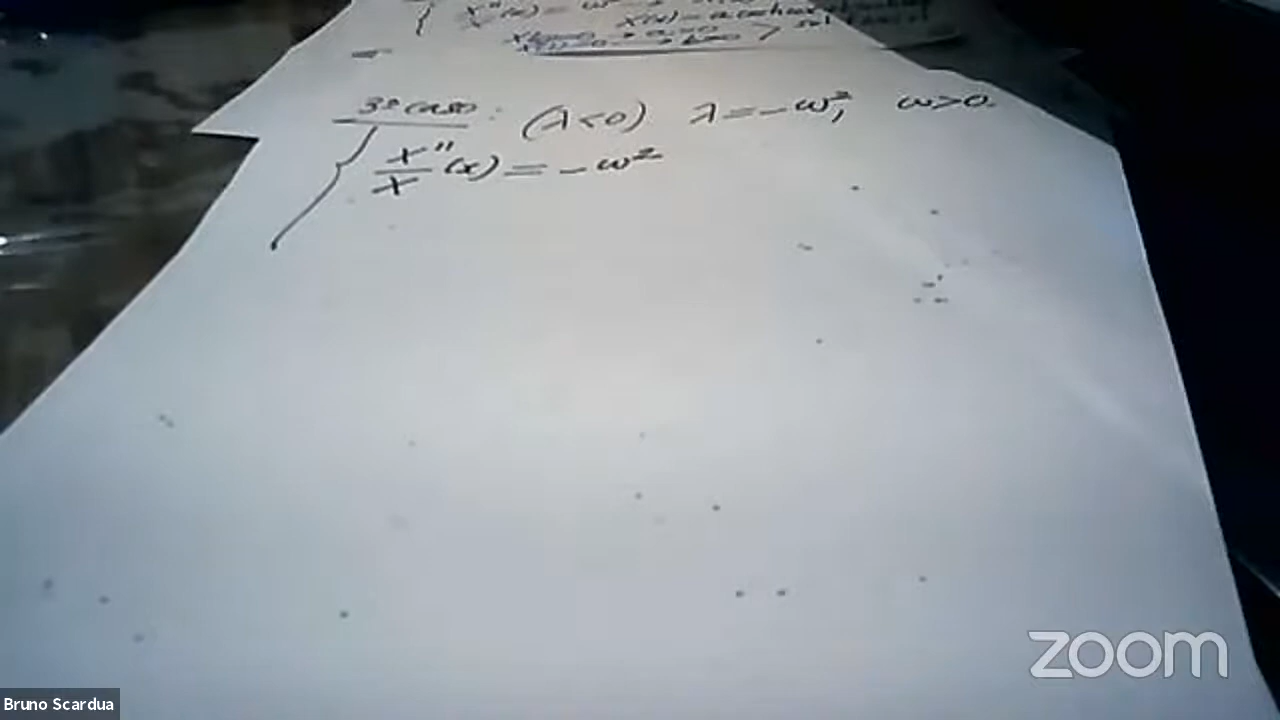 X''(x) =
3º caso: (λ<0) λ = -ω², ω>0.
X''/X (x) = -ω²
zoom
Bruno Scardua